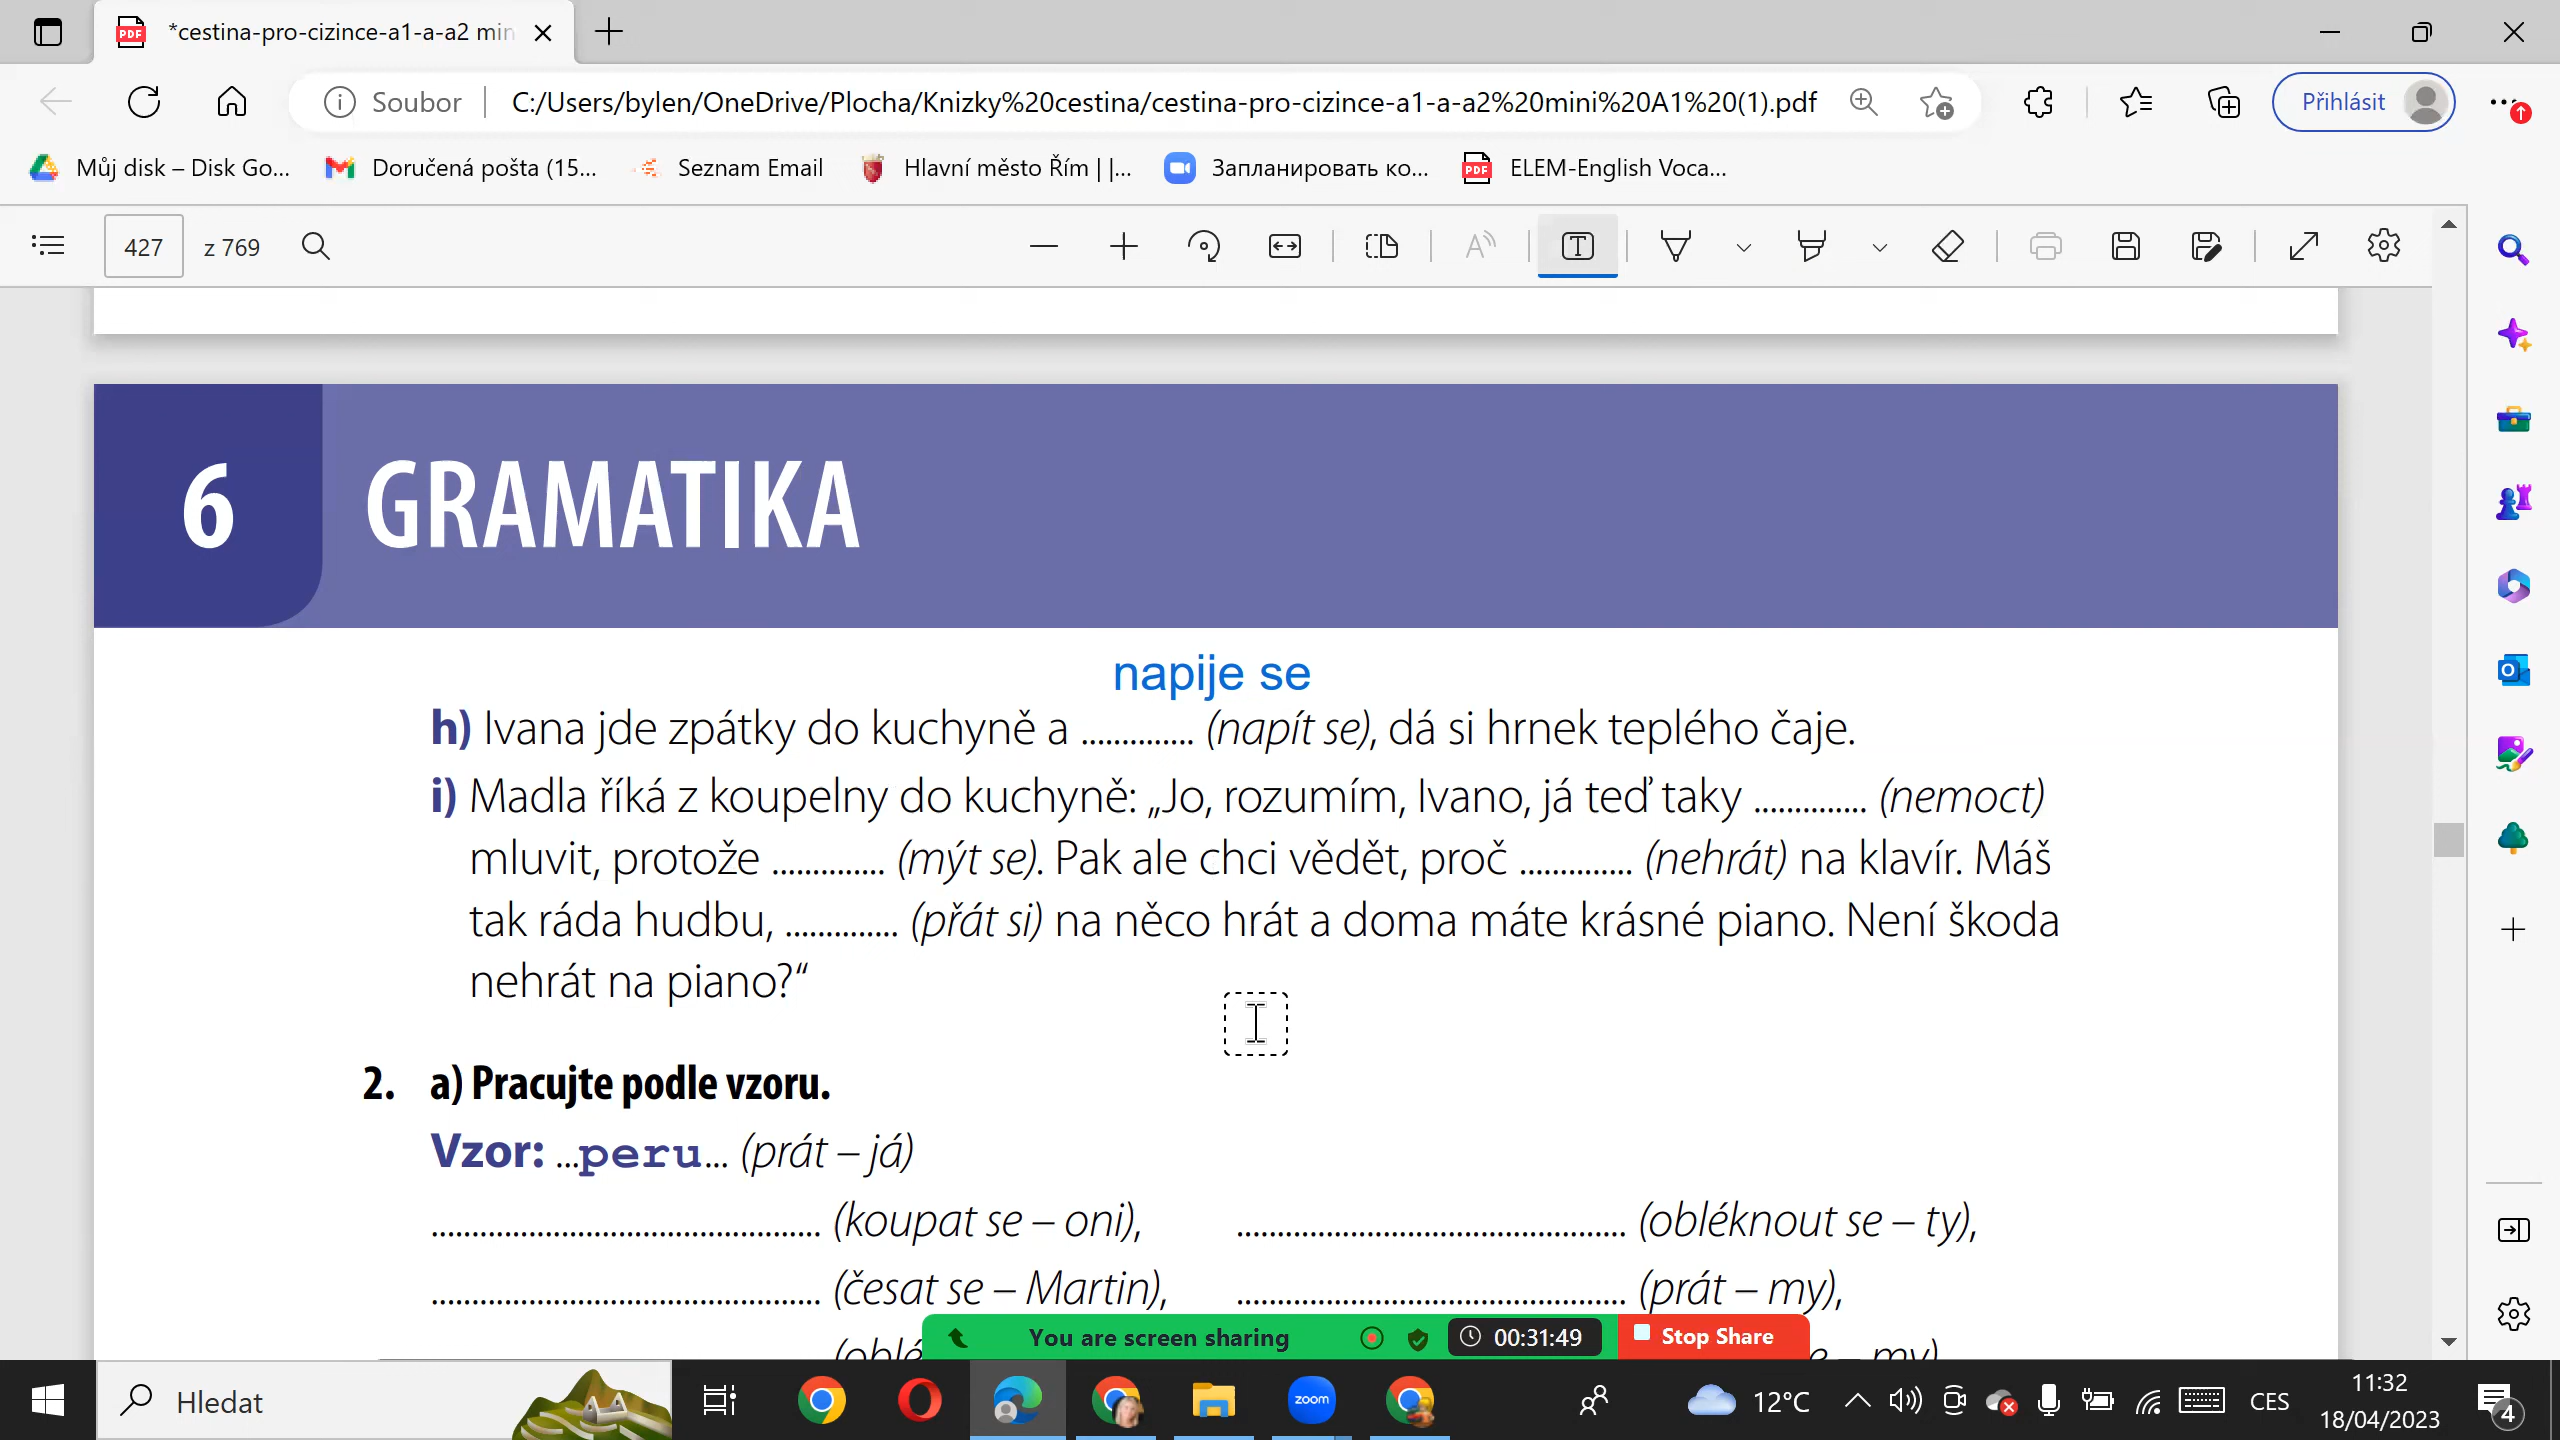 *cestina-pro-cizince-a1-a-a2 min
Soubor
C:/Users/bylen/OneDrive/Plocha/Knizky%20cestina/cestina-pro-cizince-a1-a-a2%20mini%20A1%20(1).pdf
Přihlásit
Můj disk – Disk Go...
Doručená pošta (15...
Seznam Email
Hlavní město Řím | |...
Запланировать ко...
PDF
ELEM-English Voca...
427
z 769
6
GRAMATIKA
napije se
h) Ivana jde zpátky do kuchyně a .............. (napít se), dá si hrnek teplého čaje.
i) Madla říká z koupelny do kuchyně: „Jo, rozumím, Ivano, já teď taky .............. (nemoct)
mluvit, protože .............. (mýt se). Pak ale chci vědět, proč .............. (nehrát) na klavír. Máš
tak ráda hudbu, .............. (přát si) na něco hrát a doma máte krásné piano. Není škoda
nehrát na piano?“
2. a) Pracujte podle vzoru.
Vzor: ...peru... (prát – já)
................................................ (koupat se – oni), ................................................ (obléknout se – ty),
................................................ (česat se – Martin), ................................................ (prát – my),
You are screen sharing
00:31:49
Stop Share
Hledat
zoom
12°C
CES
11:32
18/04/2023
4